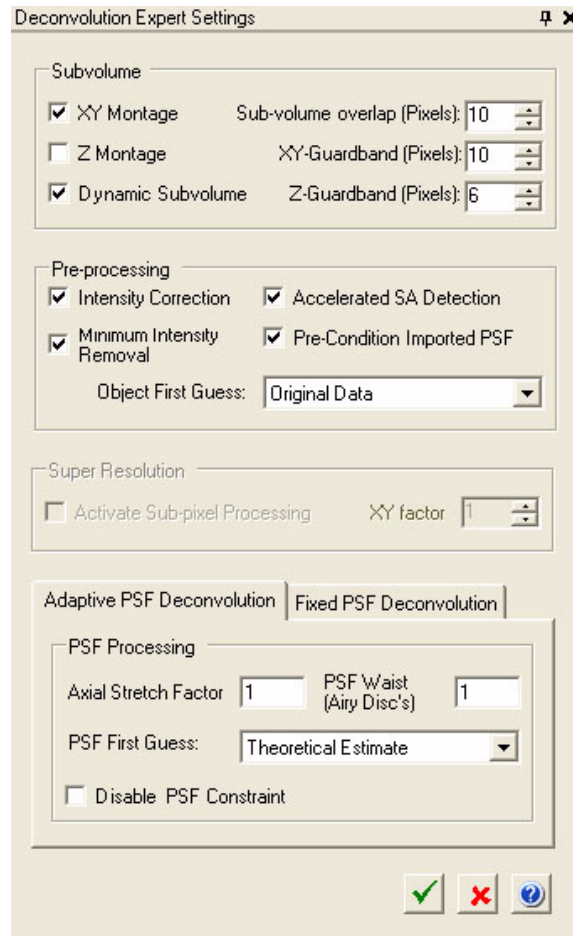 Deconvolution Expert Settings
Subvolume
XY Montage Sub-volume overlap (Pixels): 10
Z Montage XY-Guardband (Pixels): 10
Dynamic Subvolume Z-Guardband (Pixels): 6
Pre-processing
Intensity Correction Accelerated SA Detection
Minimum Intensity Removal Pre-Condition Imported PSF
Object First Guess: Original Data
Super Resolution
Activate Sub-pixel Processing XY factor 1
Adaptive PSF Deconvolution Fixed PSF Deconvolution
PSF Processing
Axial Stretch Factor 1 PSF Waist (Airy Disc's) 1
PSF First Guess: Theoretical Estimate
Disable PSF Constraint